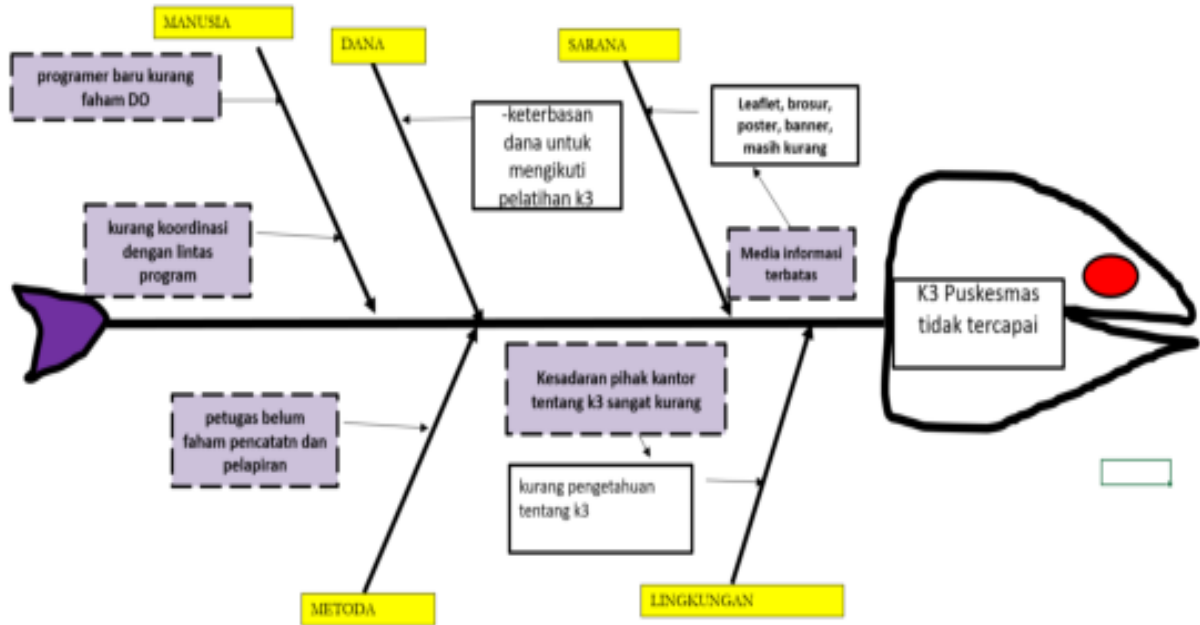 MANUSIA
DANA
SARANA
programer baru kurang
faham DO
-keterbasan
dana untuk
mengikuti
pelatihan k3
Leaflet, brosur,
poster, banner,
masih kurang
kurang koordinasi
dengan lintas
program
Media informasi
terbatas
K3 Puskesmas
tidak tercapai
Kesadaran pihak kantor
tentang k3 sangat kurang
petugas belum
faham pencatatn dan
pelapiran
kurang pengetahuan
tentang k3
METODA
LINGKUNGAN